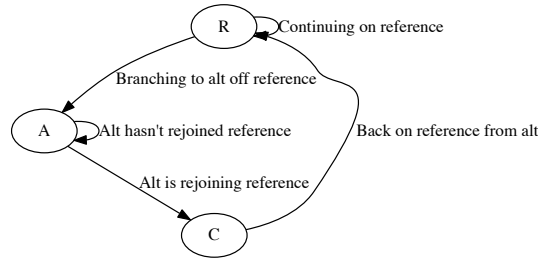 R
Continuing on reference
Branching to alt off reference
A
Alt hasn't rejoined reference
Back on reference from alt
Alt is rejoining reference
C